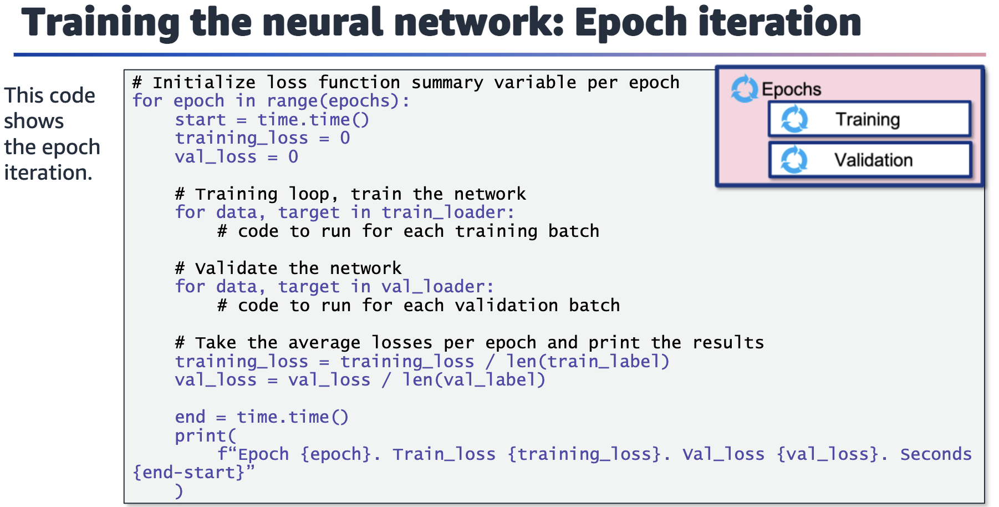 Training the neural network: Epoch iteration
This code
shows
the epoch
iteration.
# Initialize loss function summary variable per epoch
for epoch in range(epochs):
    start = time.time()
    training_loss = 0
    val_loss = 0
    # Training loop, train the network
    for data, target in train_loader:
        # code to run for each training batch
    # Validate the network
    for data, target in val_loader:
        # code to run for each validation batch
    # Take the average losses per epoch and print the results
    training_loss = training_loss / len(train_label)
    val_loss = val_loss / len(val_label)
    end = time.time()
    print(
        f“Epoch {epoch}. Train_loss {training_loss}. Val_loss {val_loss}. Seconds
{end-start}”
    )
Epochs
Training
Validation